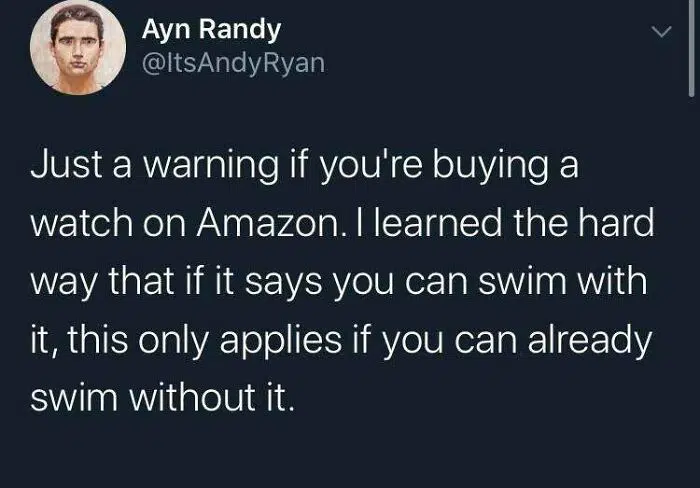 Ayn Randy
@ItsAndyRyan
Just a warning if you're buying a
watch on Amazon. I learned the hard
way that if it says you can swim with
it, this only applies if you can already
swim without it.